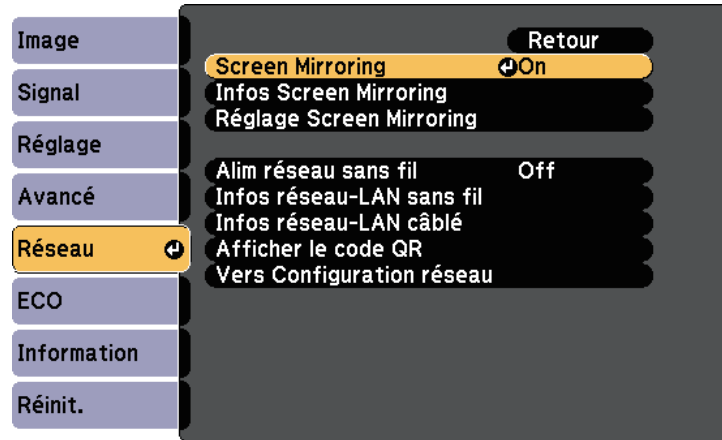 Image
Signal
Réglage
Avancé
Réseau
ECO
Information
Réinit.
Retour
Screen Mirroring On
Infos Screen Mirroring
Réglage Screen Mirroring
Alim réseau sans fil Off
Infos réseau-LAN sans fil
Infos réseau-LAN câblé
Afficher le code QR
Vers Configuration réseau